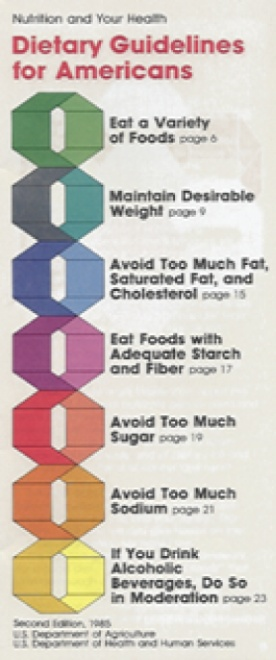 Nutrition and Your Health
Dietary Guidelines
for Americans
Eat a Variety
of Foods page 6
Maintain Desirable
Weight page 9
Avoid Too Much Fat,
Saturated Fat, and
Cholesterol page 15
Eat Foods with
Adequate Starch
and Fiber page 17
Avoid Too Much
Sugar page 19
Avoid Too Much
Sodium page 21
If You Drink
Alcoholic
Beverages, Do So
in Moderation page 23
Second Edition, 1985
U.S. Department of Agriculture
U.S. Department of Health and Human Services